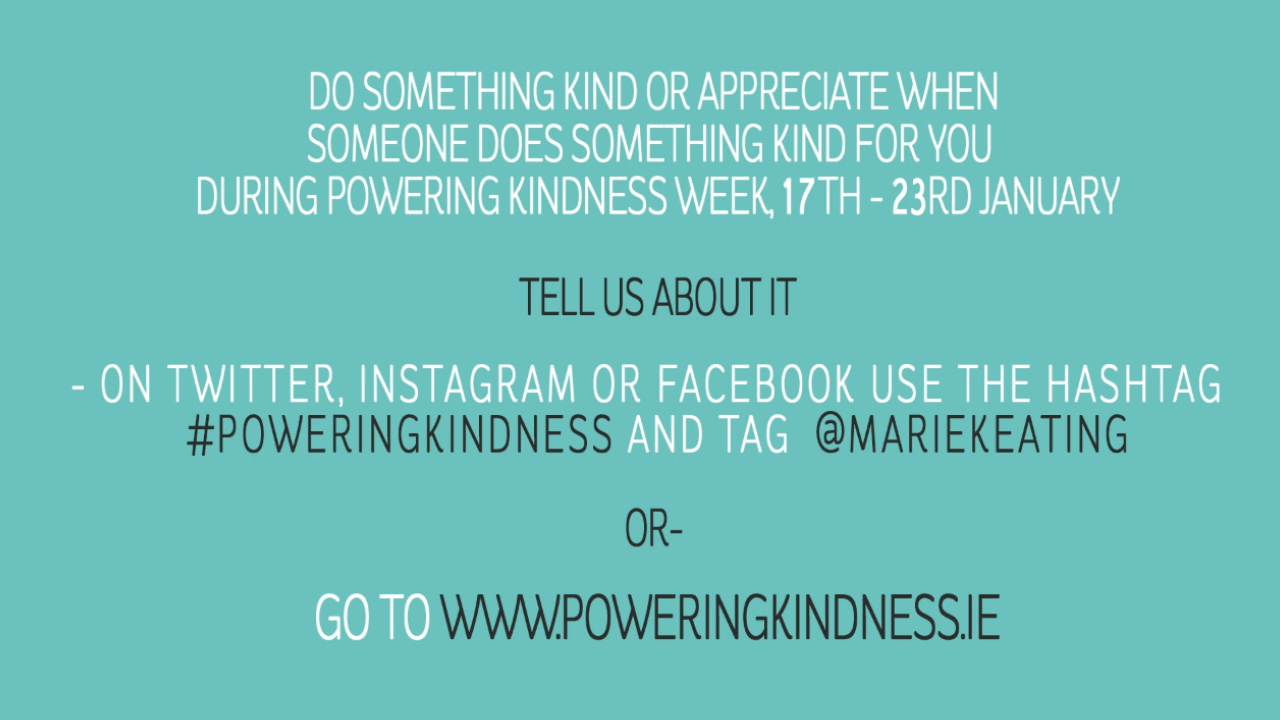 DO SOMETHING KIND OR APPRECIATE WHEN
SOMEONE DOES SOMETHING KIND FOR YOU
DURING POWERING KINDNESS WEEK, 17TH - 23RD JANUARY
TELL US ABOUT IT
- ON TWITTER, INSTAGRAM OR FACEBOOK USE THE HASHTAG
#POWERINGKINDNESS AND TAG @MARIEKEATING
OR-
GO TO WWW.POWERINGKINDNESS.IE